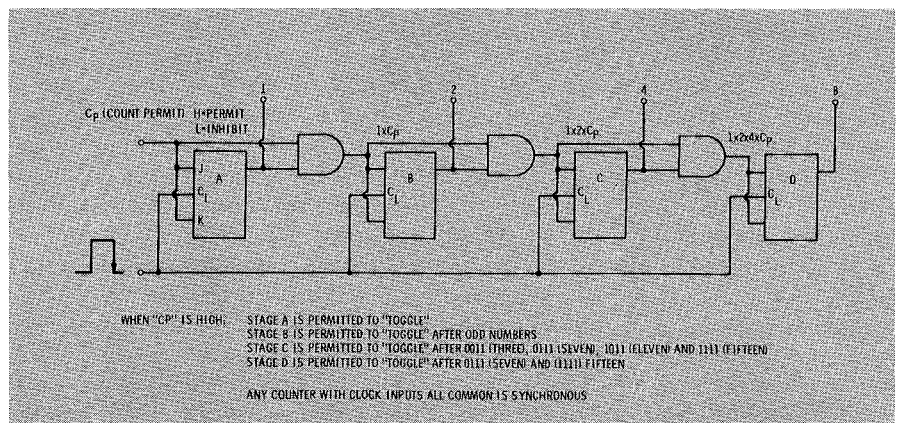 1 2 4 8
Cp (COUNT PERMIT) H=PERMIT
L=INHIBIT
1xCp
1x2xCp
1x2x4xCp
J
CL
K
A
CL
B
CL
C
CL
D
WHEN "CP" IS HIGH; STAGE A IS PERMITTED TO "TOGGLE"
STAGE B IS PERMITTED TO "TOGGLE" AFTER ODD NUMBERS
STAGE C IS PERMITTED TO "TOGGLE" AFTER 0011 (THREE), 0111 (SEVEN), 1011 (ELEVEN) AND 1111 (FIFTEEN)
STAGE D IS PERMITTED TO "TOGGLE" AFTER 0111 (SEVEN) AND (1111) FIFTEEN
ANY COUNTER WITH CLOCK INPUTS ALL COMMON IS SYNCHRONOUS